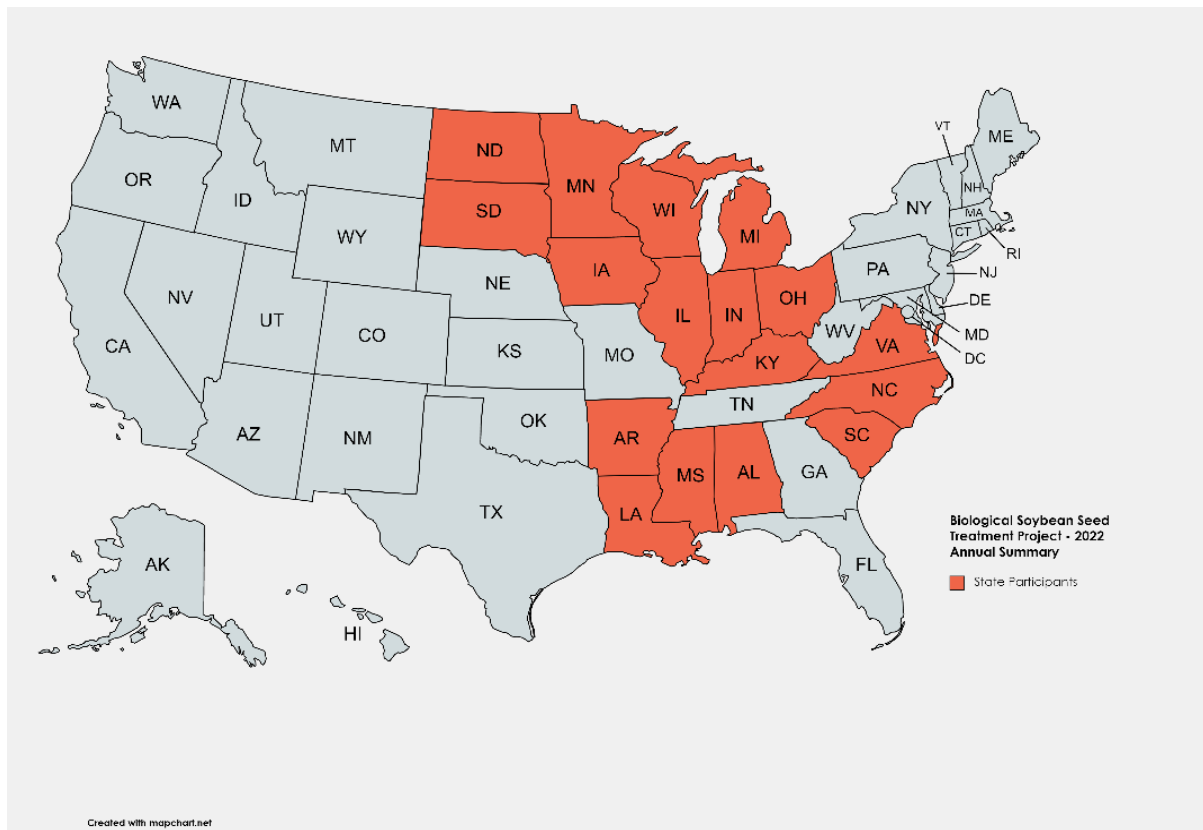 WA
MT
ND
MN
VT
ME
OR
ID
SD
WI
MI
NH
NY
MA
CT
RI
WY
IA
PA
NJ
NV
NE
IL
IN
OH
DE
UT
CO
KS
MO
WV
MD
CA
KY
VA
DC
AZ
NM
OK
AR
TN
NC
SC
TX
LA
MS
AL
GA
AK
HI
FL
Biological Soybean Seed
Treatment Project - 2022
Annual Summary
State Participants
Created with mapchart.net